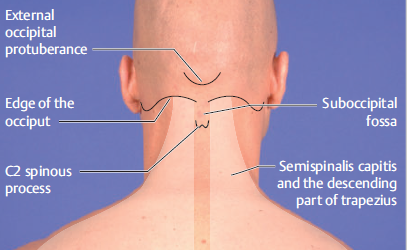 External
occipital
protuberance
Edge of the
occiput
C2 spinous
process
Suboccipital
fossa
Semispinalis capitis
and the descending
part of trapezius